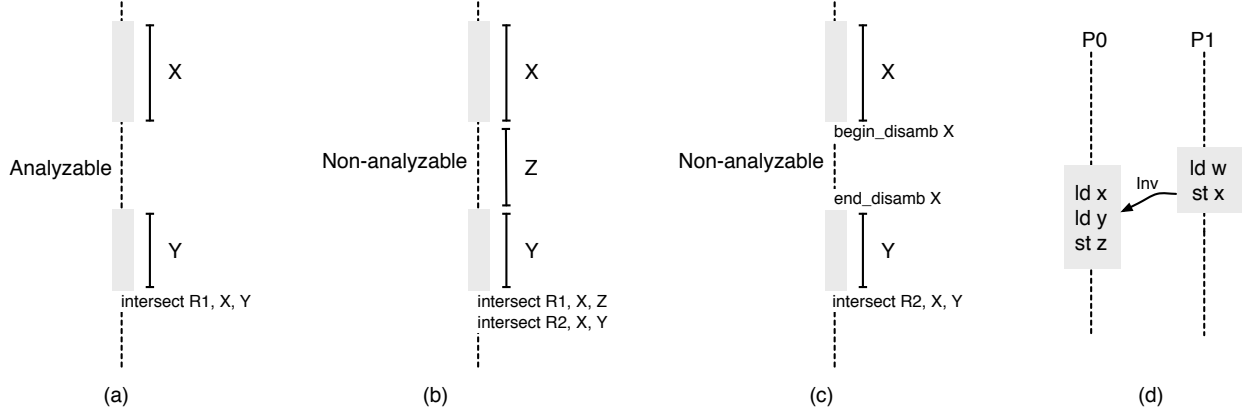 X
Analyzable
Y
intersect R1, X, Y
(a)
X
Non-analyzable
Z
Y
intersect R1, X, Z
intersect R2, X, Y
(b)
X
begin_disamb X
Non-analyzable
end_disamb X
Y
intersect R2, X, Y
(c)
P0
P1
ld w
st x
Inv
ld x
ld y
st z
(d)